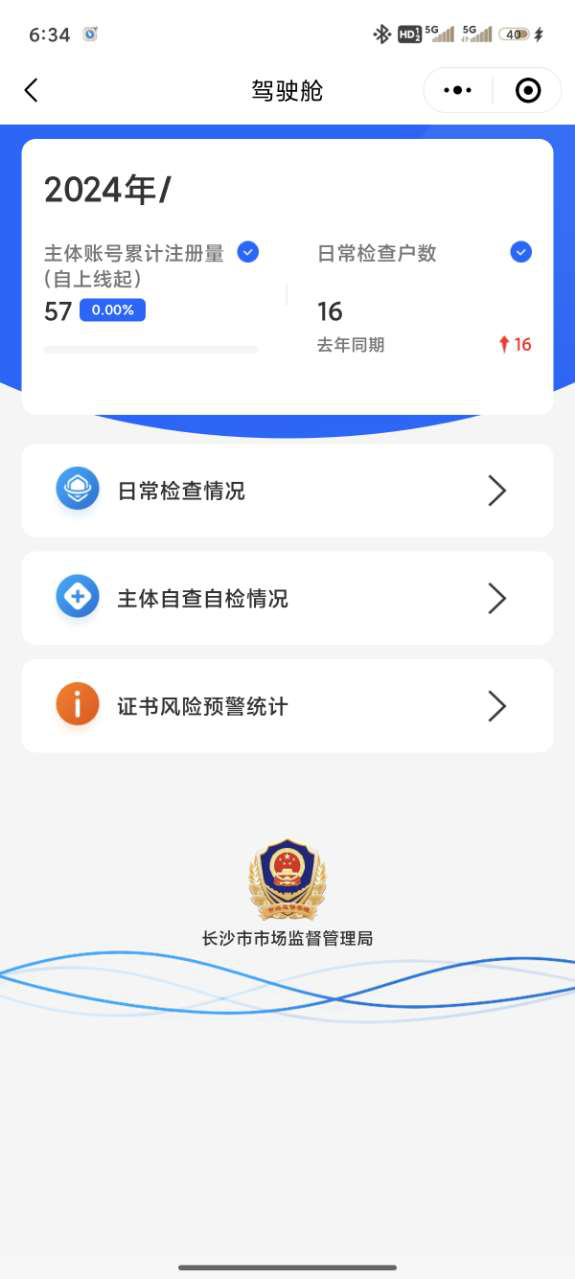 6:34
HD 1 2 5G 5G 40
驾驶舱
2024年/
主体账号累计注册量
(自上线起)
57 0.00%
日常检查户数
16
去年同期 16
日常检查情况
主体自查自检情况
证书风险预警统计
长沙市市场监督管理局